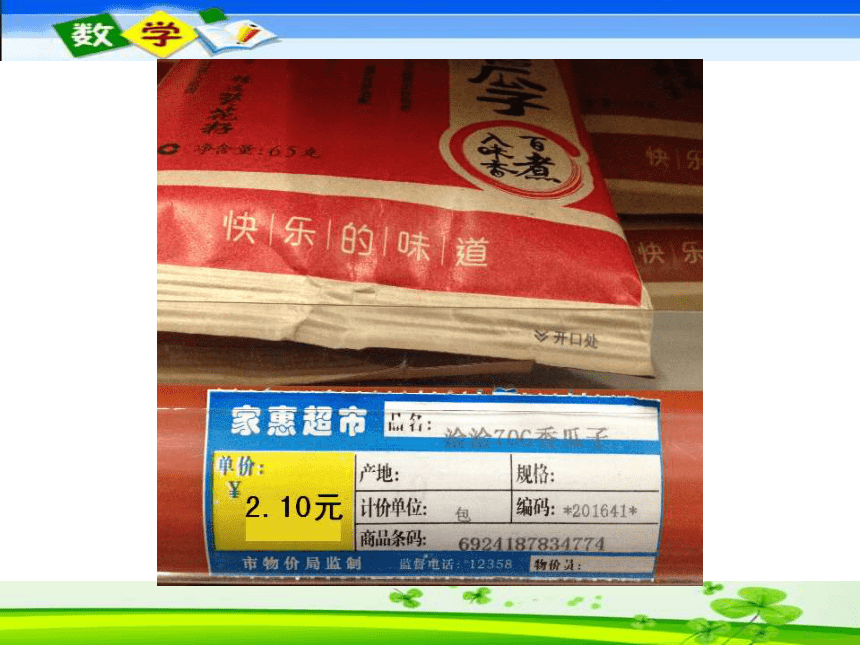 数学
瓜子
精选葵花籽
净含量:65克
百煮
入味香
快乐
快|乐|的|味|道
快|乐
开口处
家惠超市
品名: 洽洽70G香瓜子
单价:
¥
2.10元
产地:
规格:
计价单位: 包
编码: *201641*
商品条码: 6924187834774
市物价局监制
监督电话:12358
物价员: